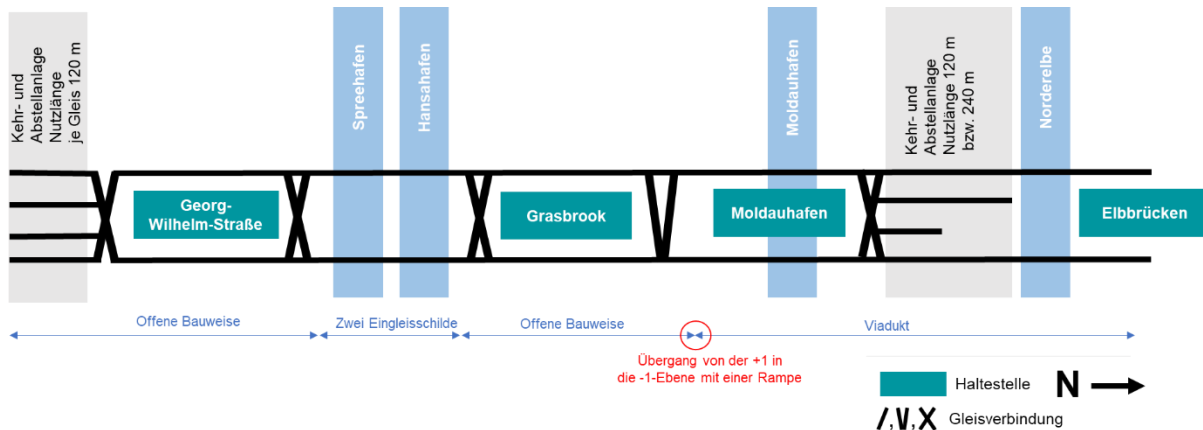 Kehr- und
Abstellanlage
Nutzlänge
je Gleis 120 m
Spreehafen
Hansahafen
Moldauhafen
Kehr- und
Abstellanlage
Nutzlänge 120 m
bzw. 240 m
Norderelbe
Georg-
Wilhelm-Straße
Grasbrook
Moldauhafen
Elbbrücken
Offene Bauweise
Zwei Eingleisschilde
Offene Bauweise
Viadukt
Übergang von der +1 in
die -1-Ebene mit einer Rampe
Haltestelle
N
/,V,X Gleisverbindung